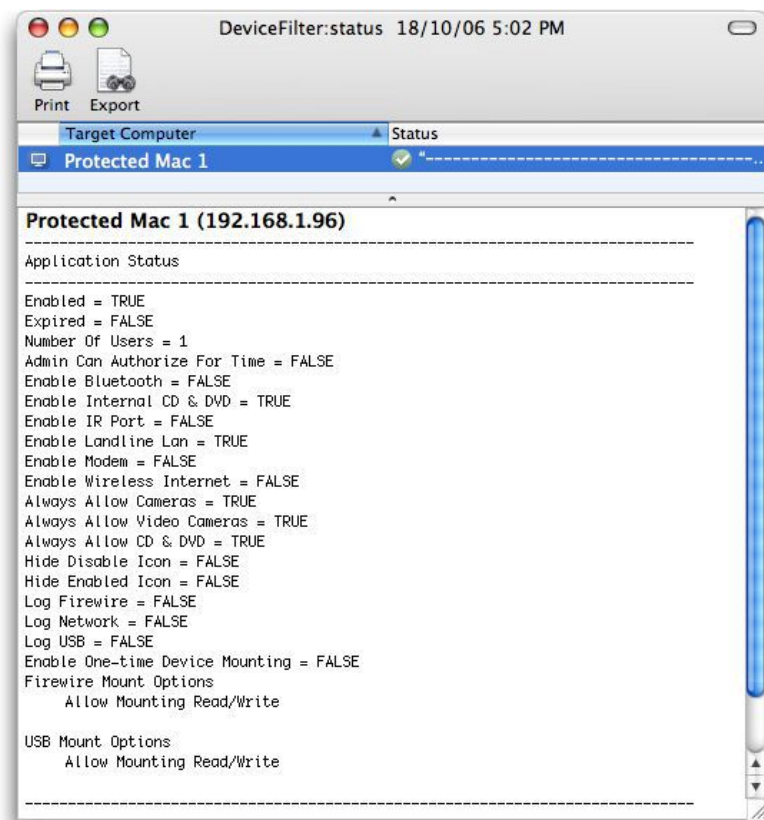 DeviceFilter:status 18/10/06 5:02 PM
Print Export
Target Computer Status
Protected Mac 1 "------------------------------------...
Protected Mac 1 (192.168.1.96)
--------------------------------------------------------------------------
Application Status
--------------------------------------------------------------------------
Enabled = TRUE
Expired = FALSE
Number Of Users = 1
Admin Can Authorize For Time = FALSE
Enable Bluetooth = FALSE
Enable Internal CD & DVD = TRUE
Enable IR Port = FALSE
Enable Landline Lan = TRUE
Enable Modem = FALSE
Enable Wireless Internet = FALSE
Always Allow Cameras = TRUE
Always Allow Video Cameras = TRUE
Always Allow CD & DVD = TRUE
Hide Disable Icon = FALSE
Hide Enabled Icon = FALSE
Log Firewire = FALSE
Log Network = FALSE
Log USB = FALSE
Enable One-time Device Mounting = FALSE
Firewire Mount Options
Allow Mounting Read/Write
USB Mount Options
Allow Mounting Read/Write
--------------------------------------------------------------------------